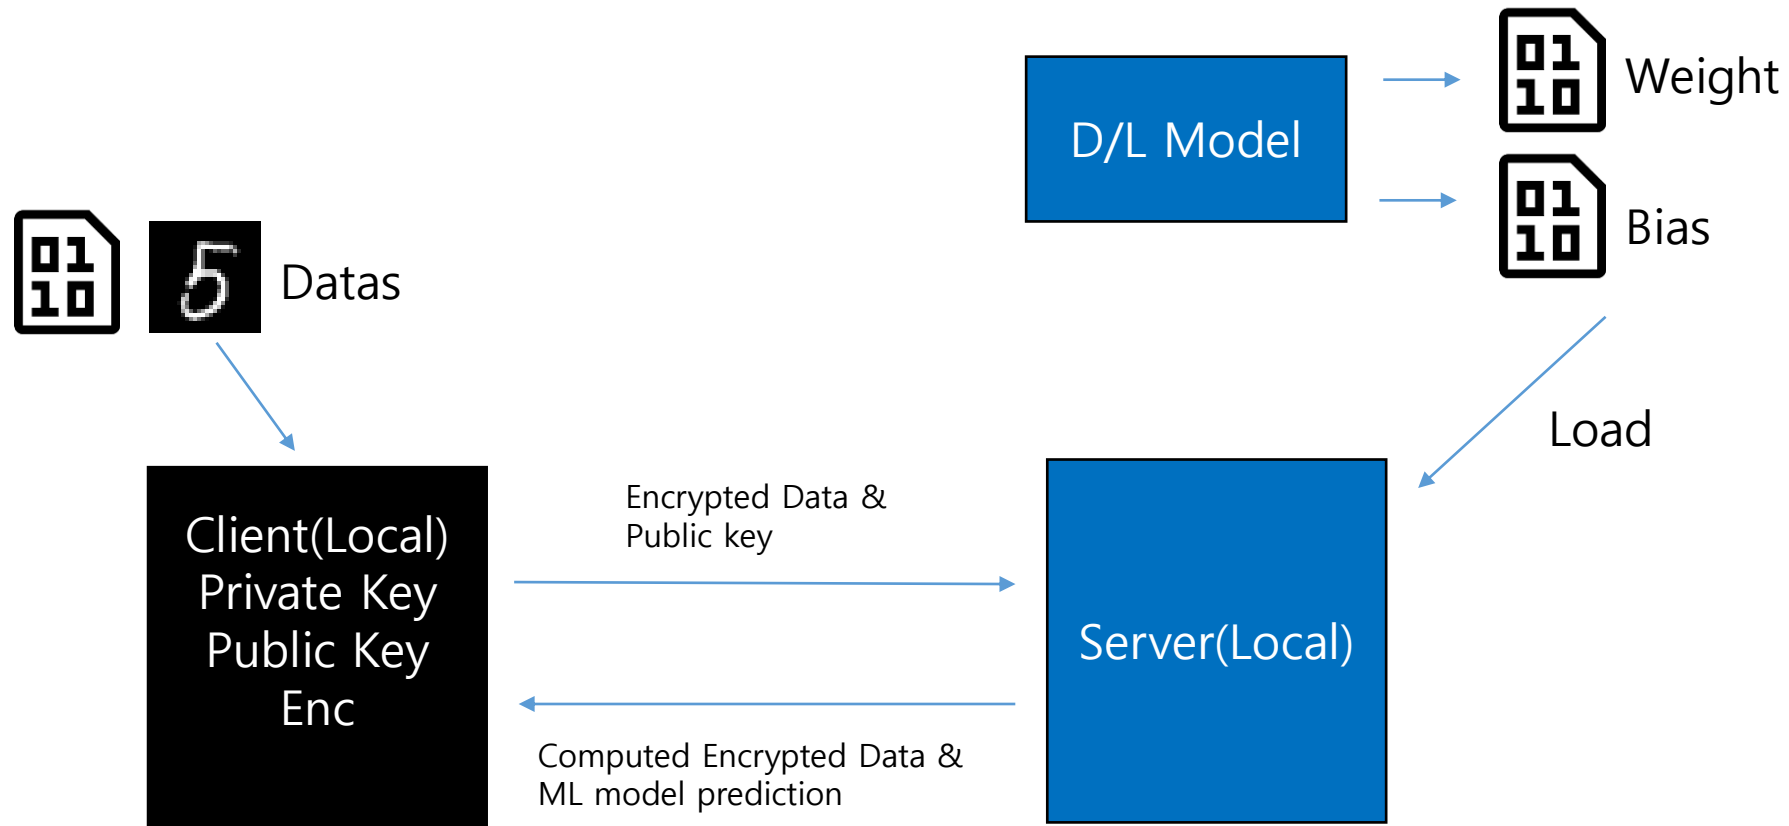 01
10
Weight
D/L Model
01
10
Bias
01
10
5
Datas
Load
Client(Local)
Private Key
Public Key
Enc
Encrypted Data &
Public key
Server(Local)
Computed Encrypted Data &
ML model prediction